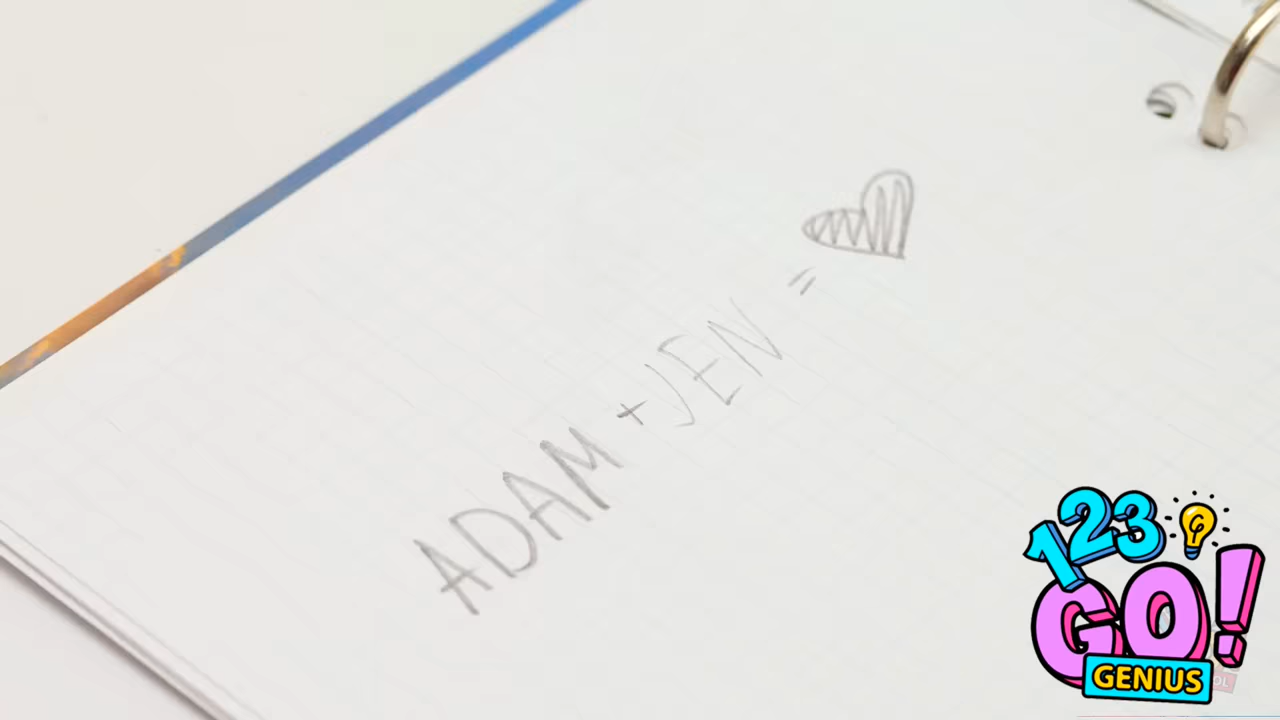 ADAM + JEN = ♥
123
GO!
GENIUS